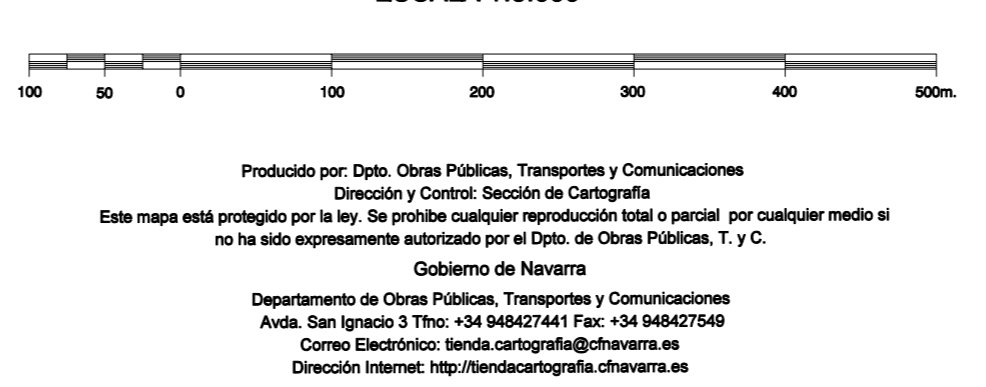 100 50 0 100 200 300 400 500m.
Producido por: Dpto. Obras Públicas, Transportes y Comunicaciones
Dirección y Control: Sección de Cartografía
Este mapa está protegido por la ley. Se prohibe cualquier reproducción total o parcial por cualquier medio si
no ha sido expresamente autorizado por el Dpto. de Obras Públicas, T. y C.
Gobierno de Navarra
Departamento de Obras Públicas, Transportes y Comunicaciones
Avda. San Ignacio 3 Tfno: +34 948427441 Fax: +34 948427549
Correo Electrónico: tienda.cartografia@cfnavarra.es
Dirección Internet: http://tiendacartografia.cfnavarra.es